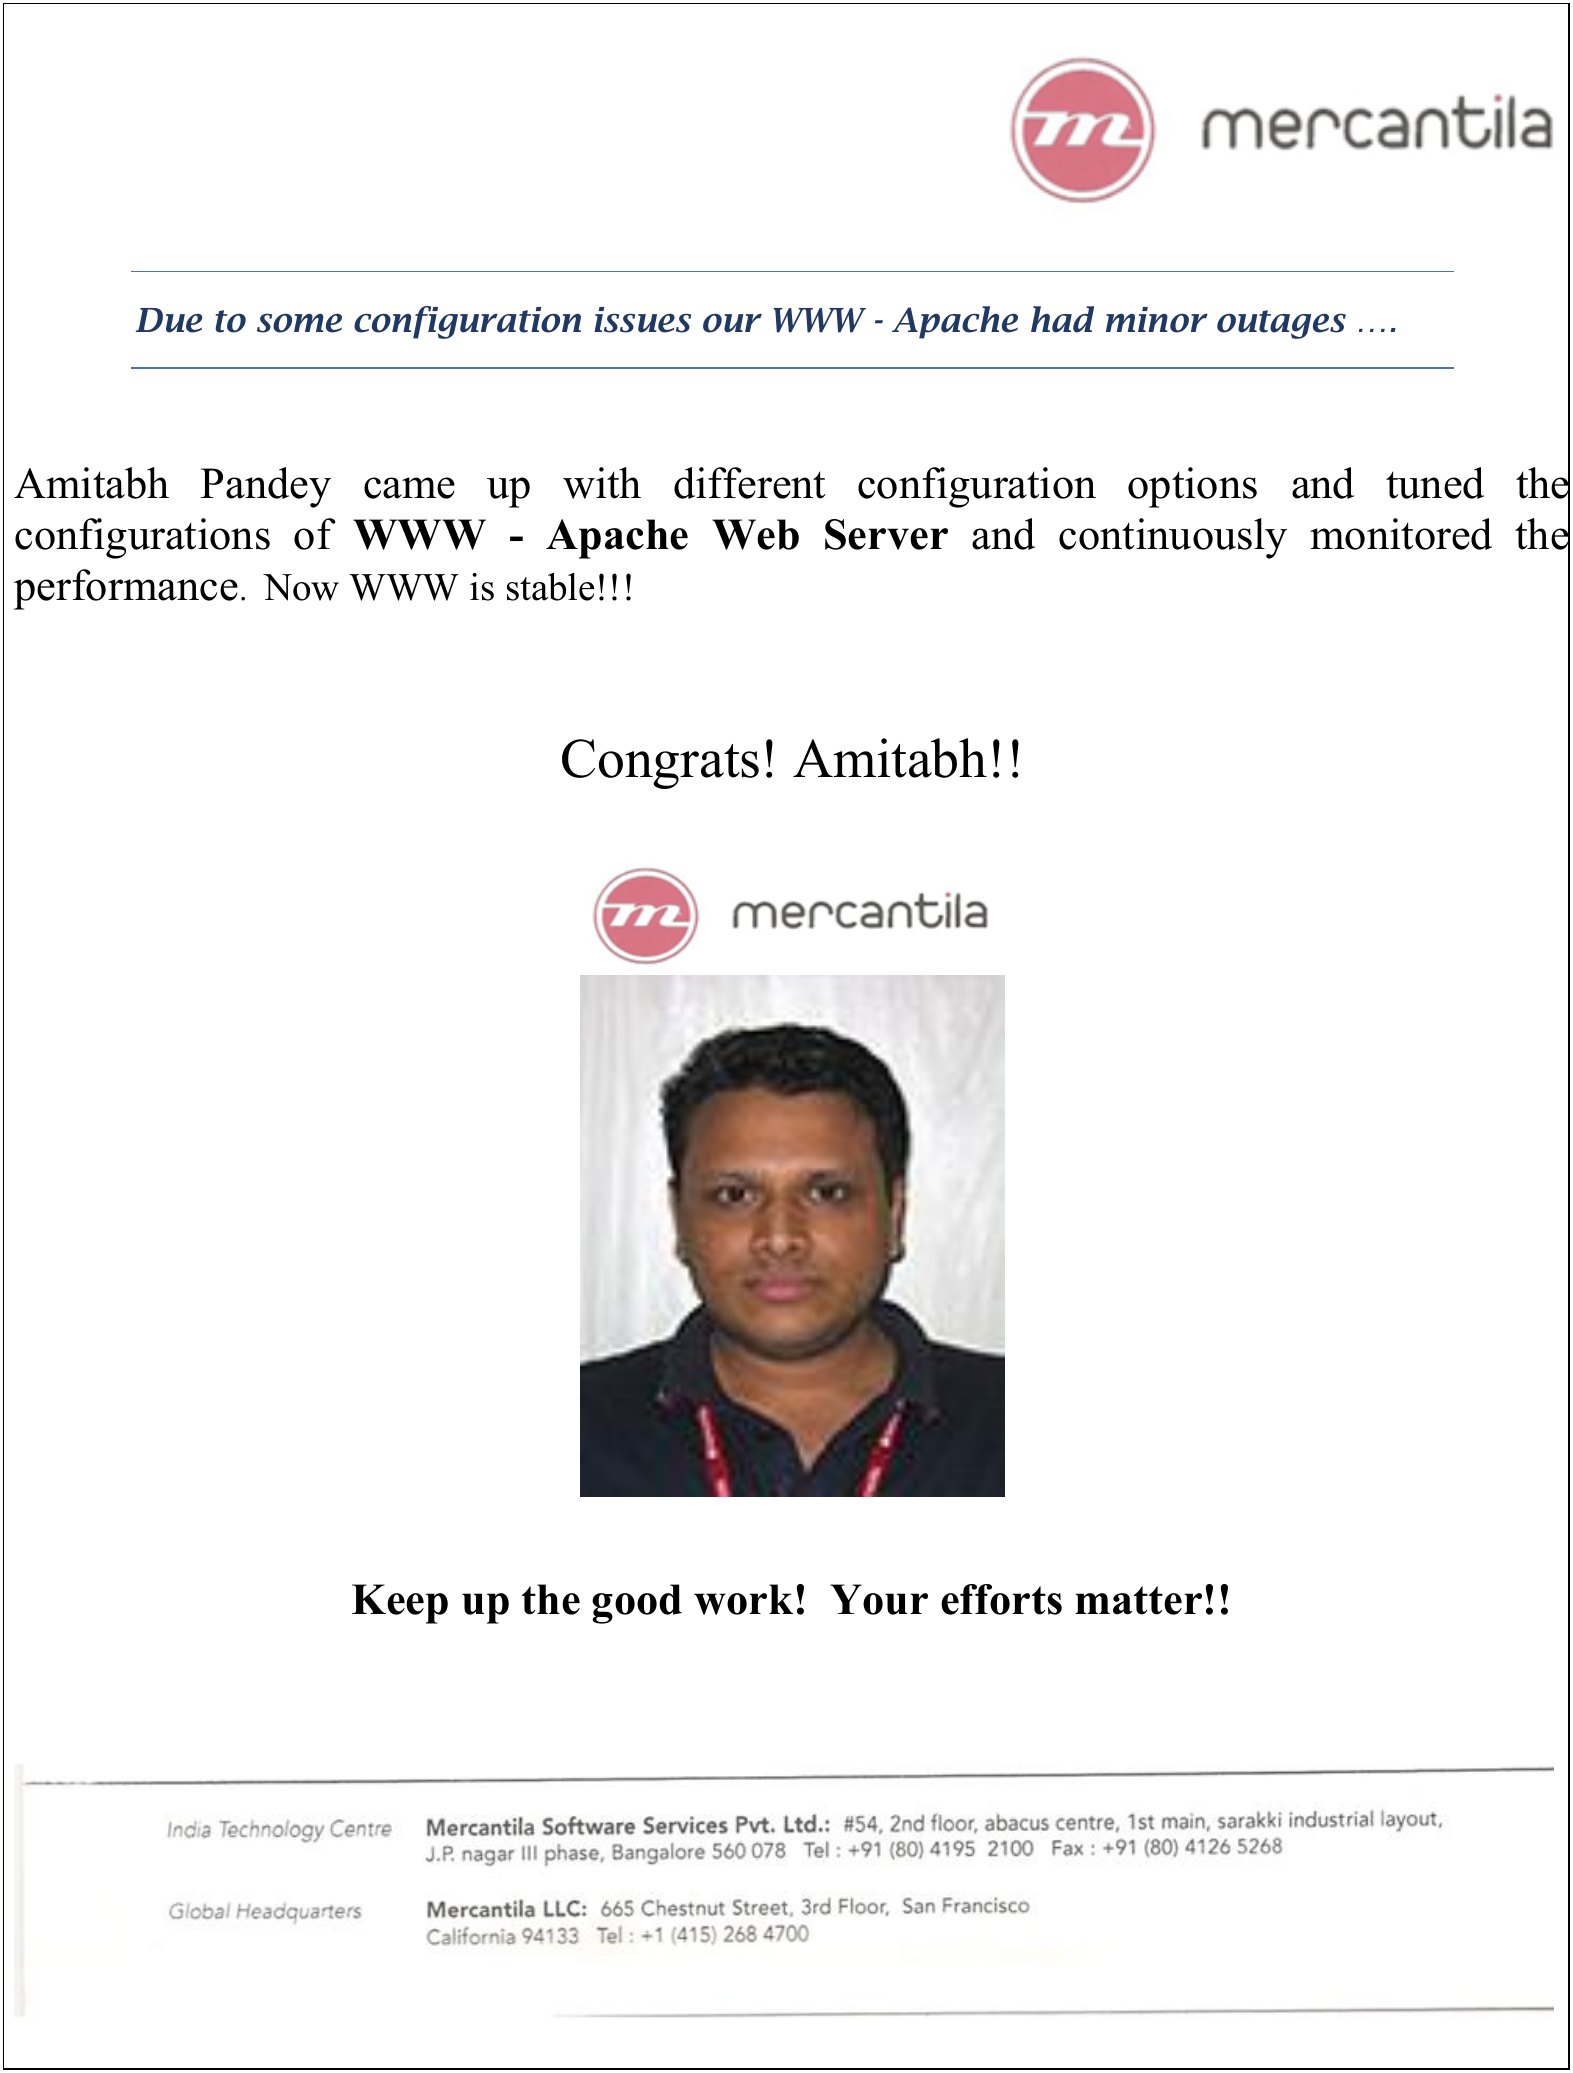 mercantila
Due to some configuration issues our WWW - Apache had minor outages ....
Amitabh Pandey came up with different configuration options and tuned the
configurations of WWW - Apache Web Server and continuously monitored the
performance. Now WWW is stable!!!
Congrats! Amitabh!!
mercantila
Keep up the good work! Your efforts matter!!
India Technology Centre Mercantila Software Services Pvt. Ltd.: #54, 2nd floor, abacus centre, 1st main, sarakki industrial layout,
J.P. nagar III phase, Bangalore 560 078 Tel : +91 (80) 4195 2100 Fax : +91 (80) 4126 5268
Global Headquarters Mercantila LLC: 665 Chestnut Street, 3rd Floor, San Francisco
California 94133 Tel : +1 (415) 268 4700